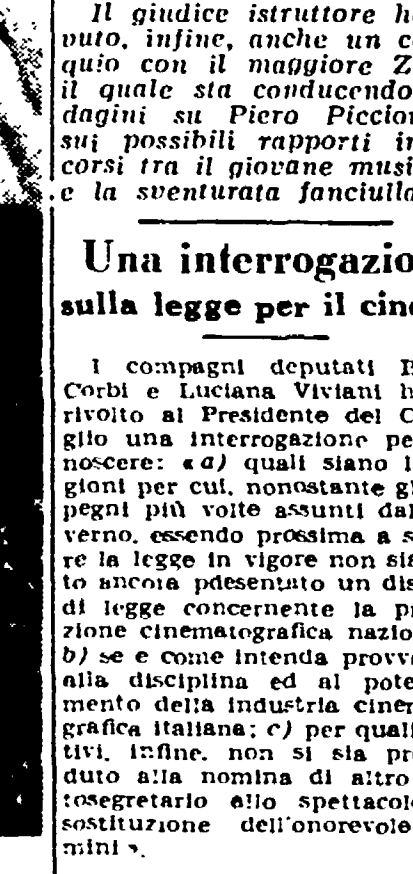 Il giudice istruttore h
vuto, infine, anche un c
quio con il maggiore Z
il quale sta conducendo
dagini su Piero Piccion
sui possibili rapporti in
corsi tra il giovane musi
e la sventurata fanciulla
Una interrogazio
sulla legge per il cine
I compagni deputati B
Corbi e Luciana Viviani h
rivolto al Presidente del C
glio una interrogazione pe
noscere: « a) quali siano l
gioni per cui, nonostante g
pegni più volte assunti dal
verno, essendo prossima a s
re la legge in vigore non sia
to ancora pdesentato un dis
di legge concernente la p
zione cinematografica nazio
b) se e come intenda provve
alla disciplina ed al pote
mento della industria cinem
grafica italiana; c) per quali
tivi, infine, non si sia pr
duto alla nomina di altro
tosegretario allo spettacol
sostituzione dell'onorevole
mini ».